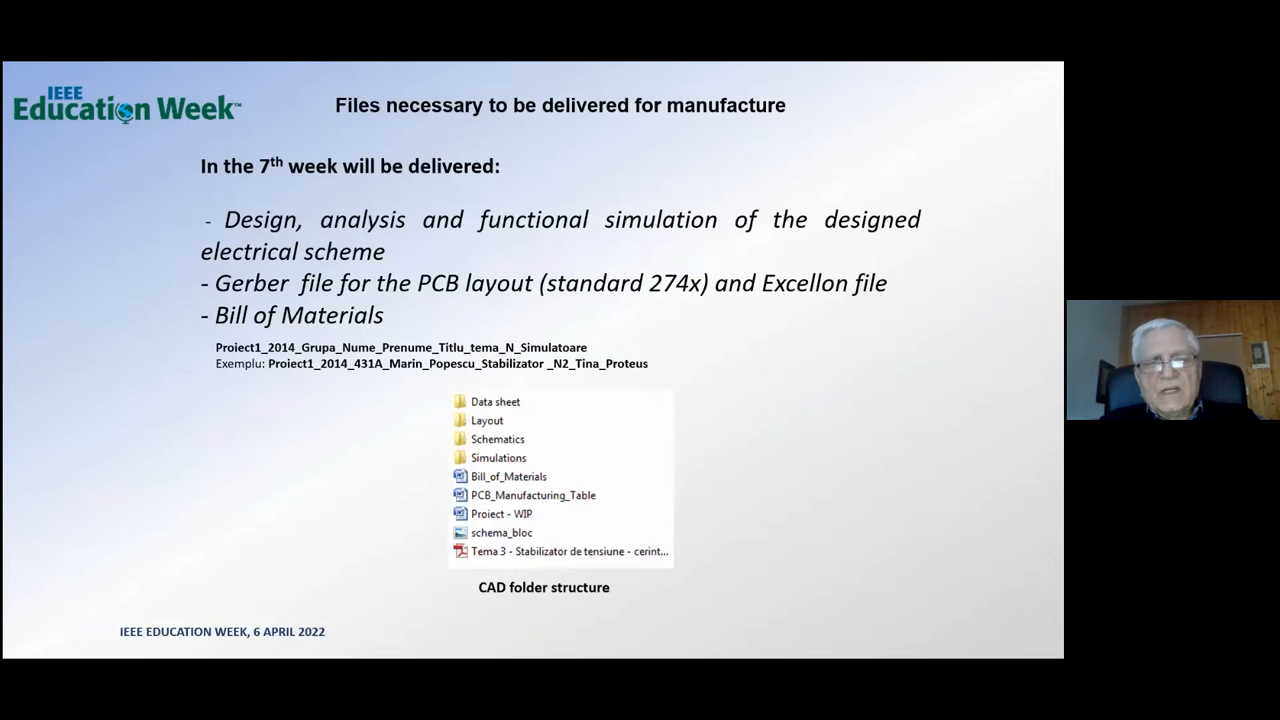 IEEE
Education Week™
Files necessary to be delivered for manufacture
In the 7th week will be delivered:
- Design, analysis and functional simulation of the designed
electrical scheme
- Gerber file for the PCB layout (standard 274x) and Excellon file
- Bill of Materials
Proiect1_2014_Grupa_Nume_Prenume_Titlu_tema_N_Simulatoare
Exemplu: Proiect1_2014_431A_Marin_Popescu_Stabilizator _N2_Tina_Proteus
Data sheet
Layout
Schematics
Simulations
Bill_of_Materials
PCB_Manufacturing_Table
Proiect - WIP
schema_bloc
Tema 3 - Stabilizator de tensiune - cerint...
CAD folder structure
IEEE EDUCATION WEEK, 6 APRIL 2022